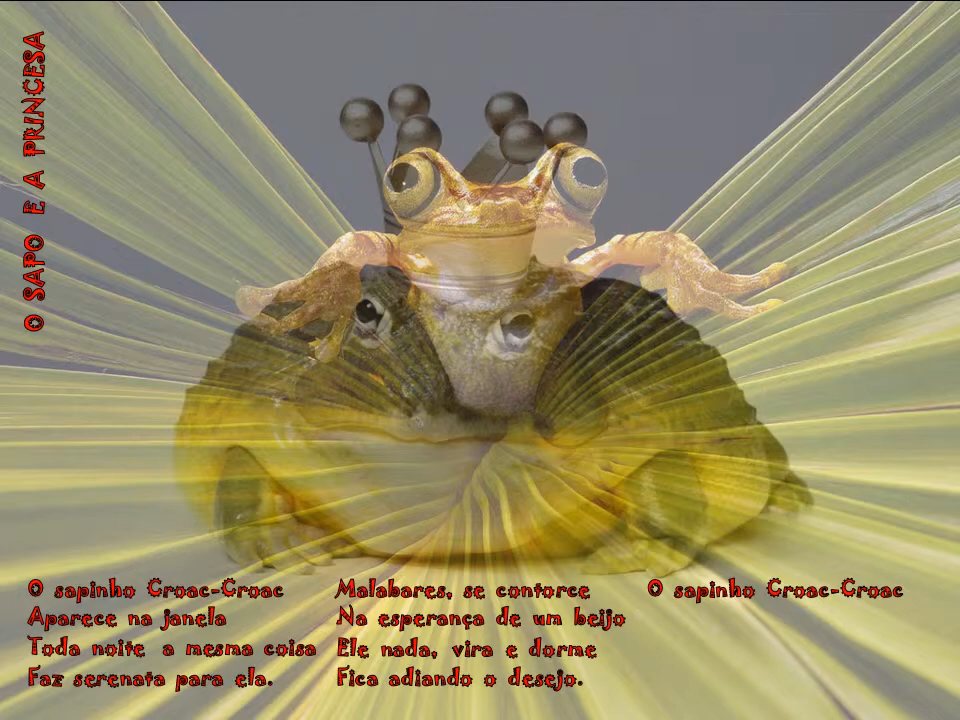 O SAPO E A PRINCESA
O sapinho Croac-Croac
Aparece na janela
Toda noite a mesma coisa
Faz serenata para ela.
Malabares, se contorce
Na esperança de um beijo
Ele nada, vira e dorme
Fica adiando o desejo.
O sapinho Croac-Croac